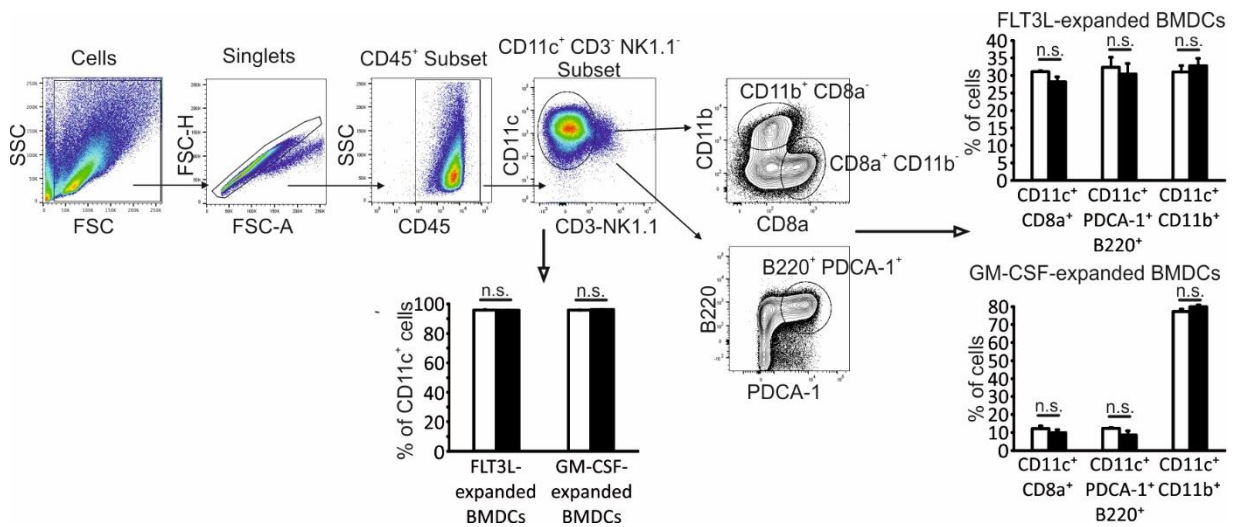 Cells
Singlets
CD45⁺ Subset
CD11c⁺ CD3⁻ NK1.1⁻
Subset
SSC
FSC
FSC-H
FSC-A
SSC
CD45
CD11c
CD3-NK1.1
CD11b⁺ CD8a⁻
CD8a⁺ CD11b⁻
CD11b
CD8a
B220⁺ PDCA-1⁺
B220
PDCA-1
% of CD11c⁺ cells
100
80
60
40
20
0
n.s.
n.s.
FLT3L-
expanded
BMDCs
GM-CSF-
expanded
BMDCs
FLT3L-expanded BMDCs
% of cells
40
35
30
25
20
15
10
5
0
n.s.
n.s.
n.s.
CD11c⁺
CD8a⁺
CD11c⁺
PDCA-1⁺
B220⁺
CD11c⁺
CD11b⁺
GM-CSF-expanded BMDCs
% of cells
80
70
60
50
40
30
20
10
0
n.s.
n.s.
n.s.
CD11c⁺
CD8a⁺
CD11c⁺
PDCA-1⁺
B220⁺
CD11c⁺
CD11b⁺